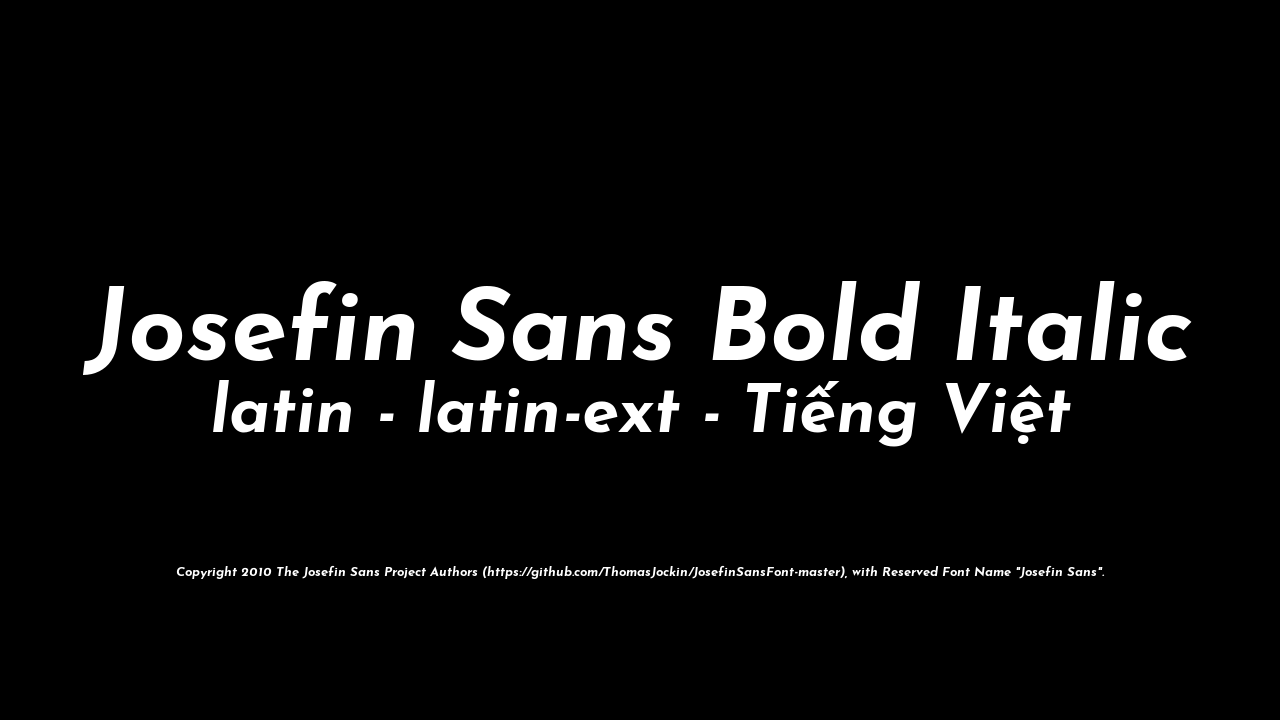 Josefin Sans Bold Italic
latin - latin-ext - Tiếng Việt
Copyright 2010 The Josefin Sans Project Authors (https://github.com/ThomasJockin/JosefinSansFont-master), with Reserved Font Name "Josefin Sans".